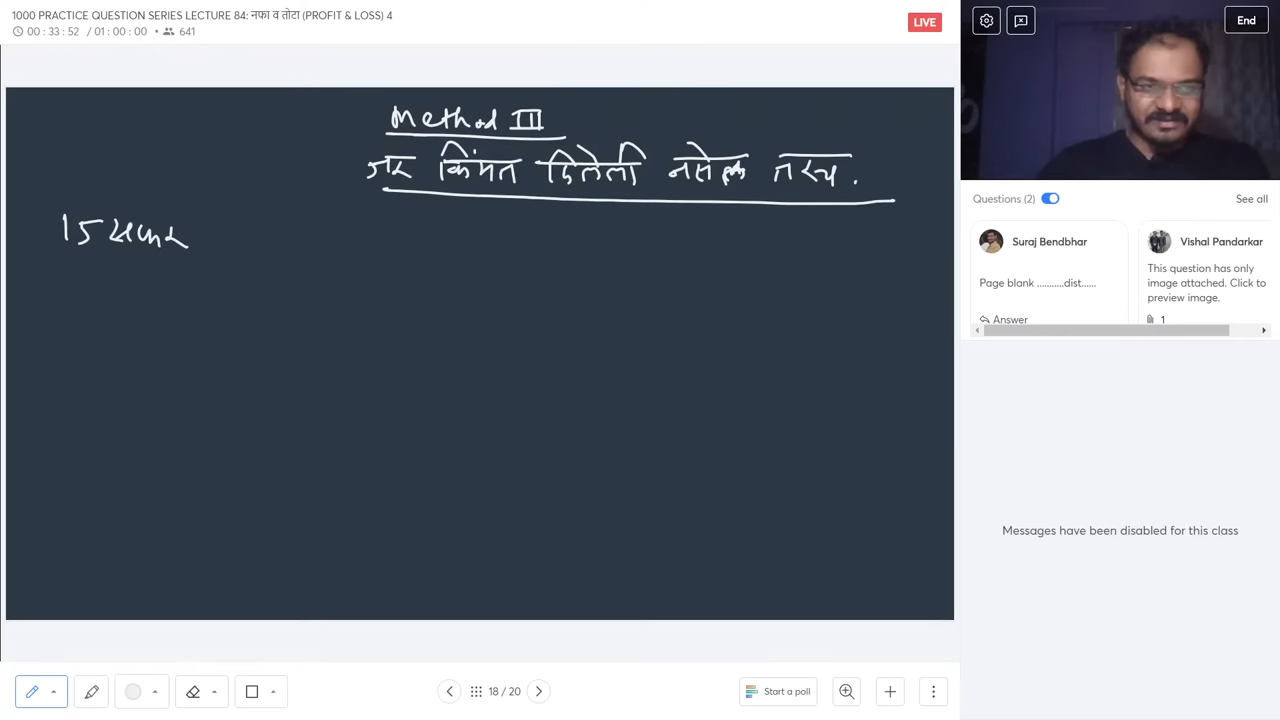 1000 PRACTICE QUESTION SERIES LECTURE 84: नफा व तोटा (PROFIT & LOSS) 4
00 : 33 : 52 / 01 : 00 : 00 • 641
LIVE
End
Method III
जर किंमत दिलेली नसेल तरच.
15
Questions (2)
See all
Suraj Bendbhar
Page blank ...........dist......
Answer
Vishal Pandarkar
This question has only
image attached. Click to
preview image.
1
Messages have been disabled for this class
18 / 20
Start a poll